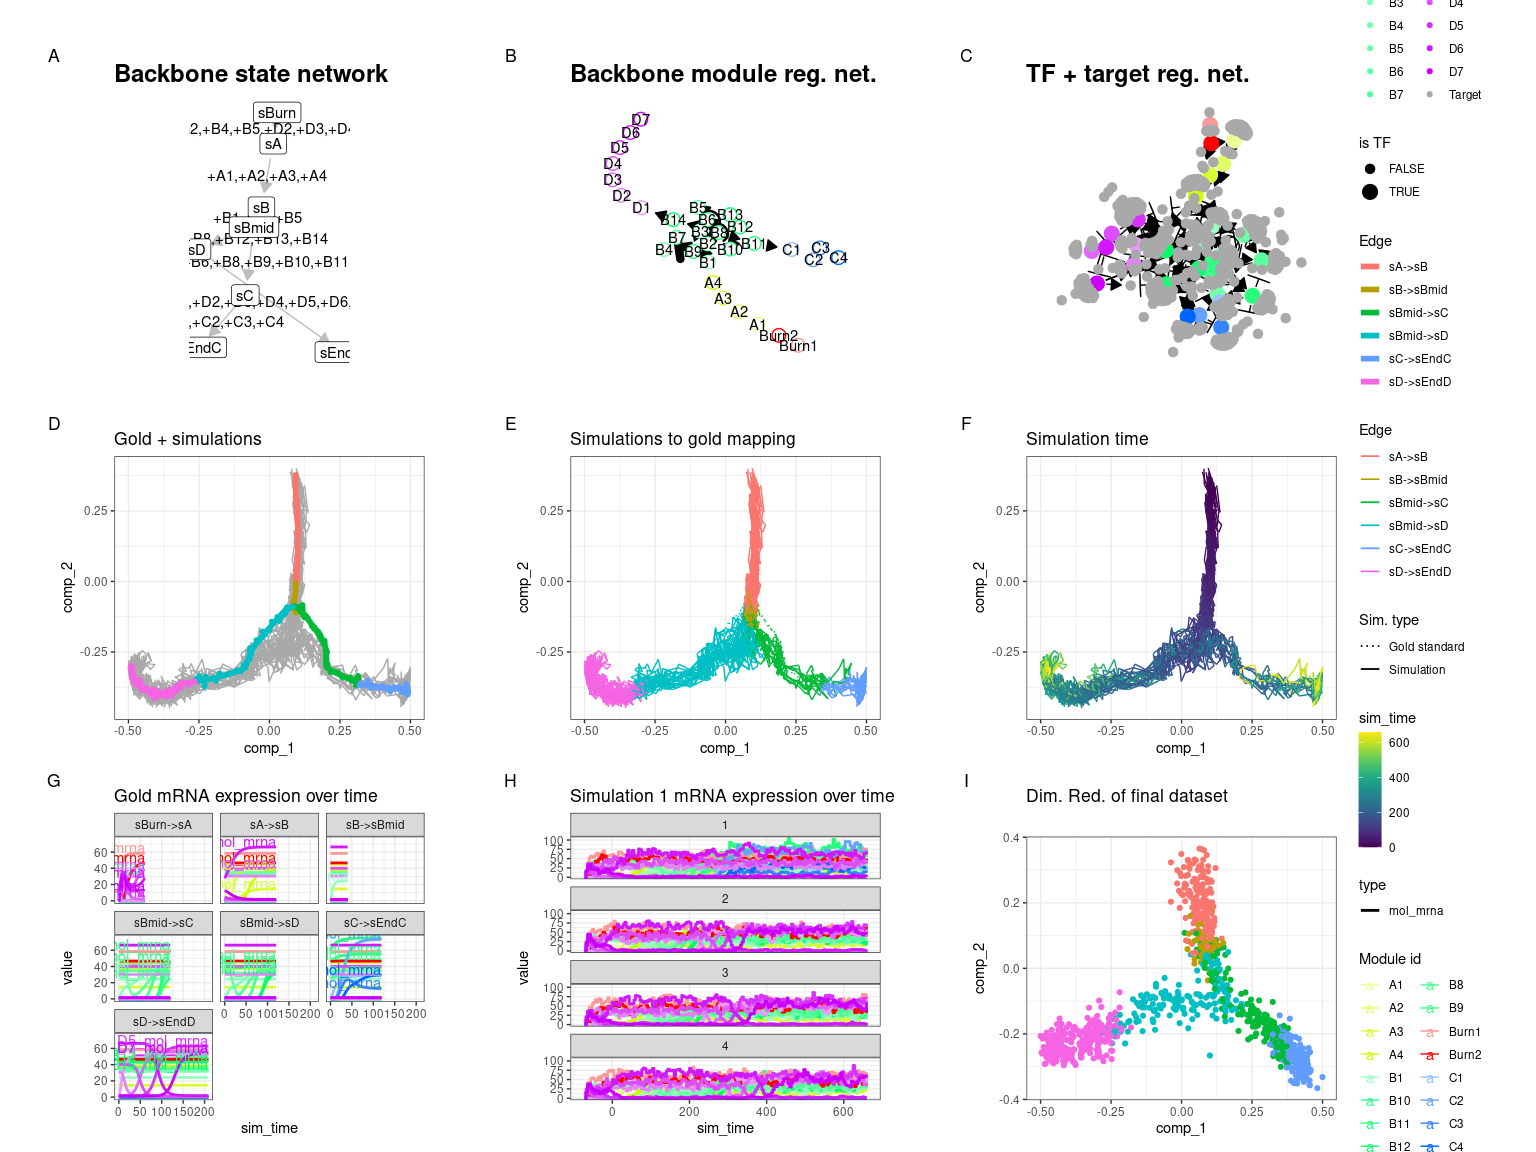 A
Backbone state network
sBurn
2,+B4,+B5,+D2,+D3,+D4
sA
+A1,+A2,+A3,+A4
sB
sBmid
+B5
+B12,+B13,+B14
sD
+B8,+B9,+B10,+B11
sC
,+D2,+D4,+D5,+D6,
,+C2,+C3,+C4
EndC
sEnd
B
Backbone module reg. net.
D7
D6
D5
D4
D3
D2
D1
B5
B13
B14
B6
B12
B7
B3
B8
B11
B4
B9
B2
B10
B1
C1
C3
C2
C4
A4
A3
A2
A1
Burn2
Burn1
C
TF + target reg. net.
B3 D4
B4 D5
B5 D6
B6 D7
B7 Target
is TF
FALSE
TRUE
Edge
sA->sB
sB->sBmid
sBmid->sC
sBmid->sD
sC->sEndC
sD->sEndD
D
Gold + simulations
comp_2
0.25
0.00
-0.25
-0.50 -0.25 0.00 0.25 0.50
comp_1
E
Simulations to gold mapping
comp_2
0.25
0.00
-0.25
-0.50 -0.25 0.00 0.25 0.50
comp_1
F
Simulation time
comp_2
0.25
0.00
-0.25
-0.50 -0.25 0.00 0.25 0.50
comp_1
Edge
sA->sB
sB->sBmid
sBmid->sC
sBmid->sD
sC->sEndC
sD->sEndD
Sim. type
Gold standard
Simulation
sim_time
600
400
200
0
G
Gold mRNA expression over time
value
sBurn->sA
sA->sB
sB->sBmid
mol_mrna
60
40
20
0
sBmid->sC
sBmid->sD
sC->sEndC
mol_mrna
60
40
20
0
0 50 100 150 200
0 50 100 150 200
sD->sEndD
D5 mol_mrna
60
40
20
0
0 50 100 150 200
sim_time
H
Simulation 1 mRNA expression over time
value
1
100
75
50
25
0
2
100
75
50
25
0
3
100
75
50
25
0
4
100
75
50
25
0
0 200 400 600
sim_time
I
Dim. Red. of final dataset
comp_2
0.4
0.2
0.0
-0.2
-0.4
-0.50 -0.25 0.00 0.25 0.50
comp_1
type
mol_mrna
Module id
a A1 a B8
a A2 a B9
a A3 a Burn1
a A4 a Burn2
a B1 a C1
a B10 a C2
a B11 a C3
a B12 a C4